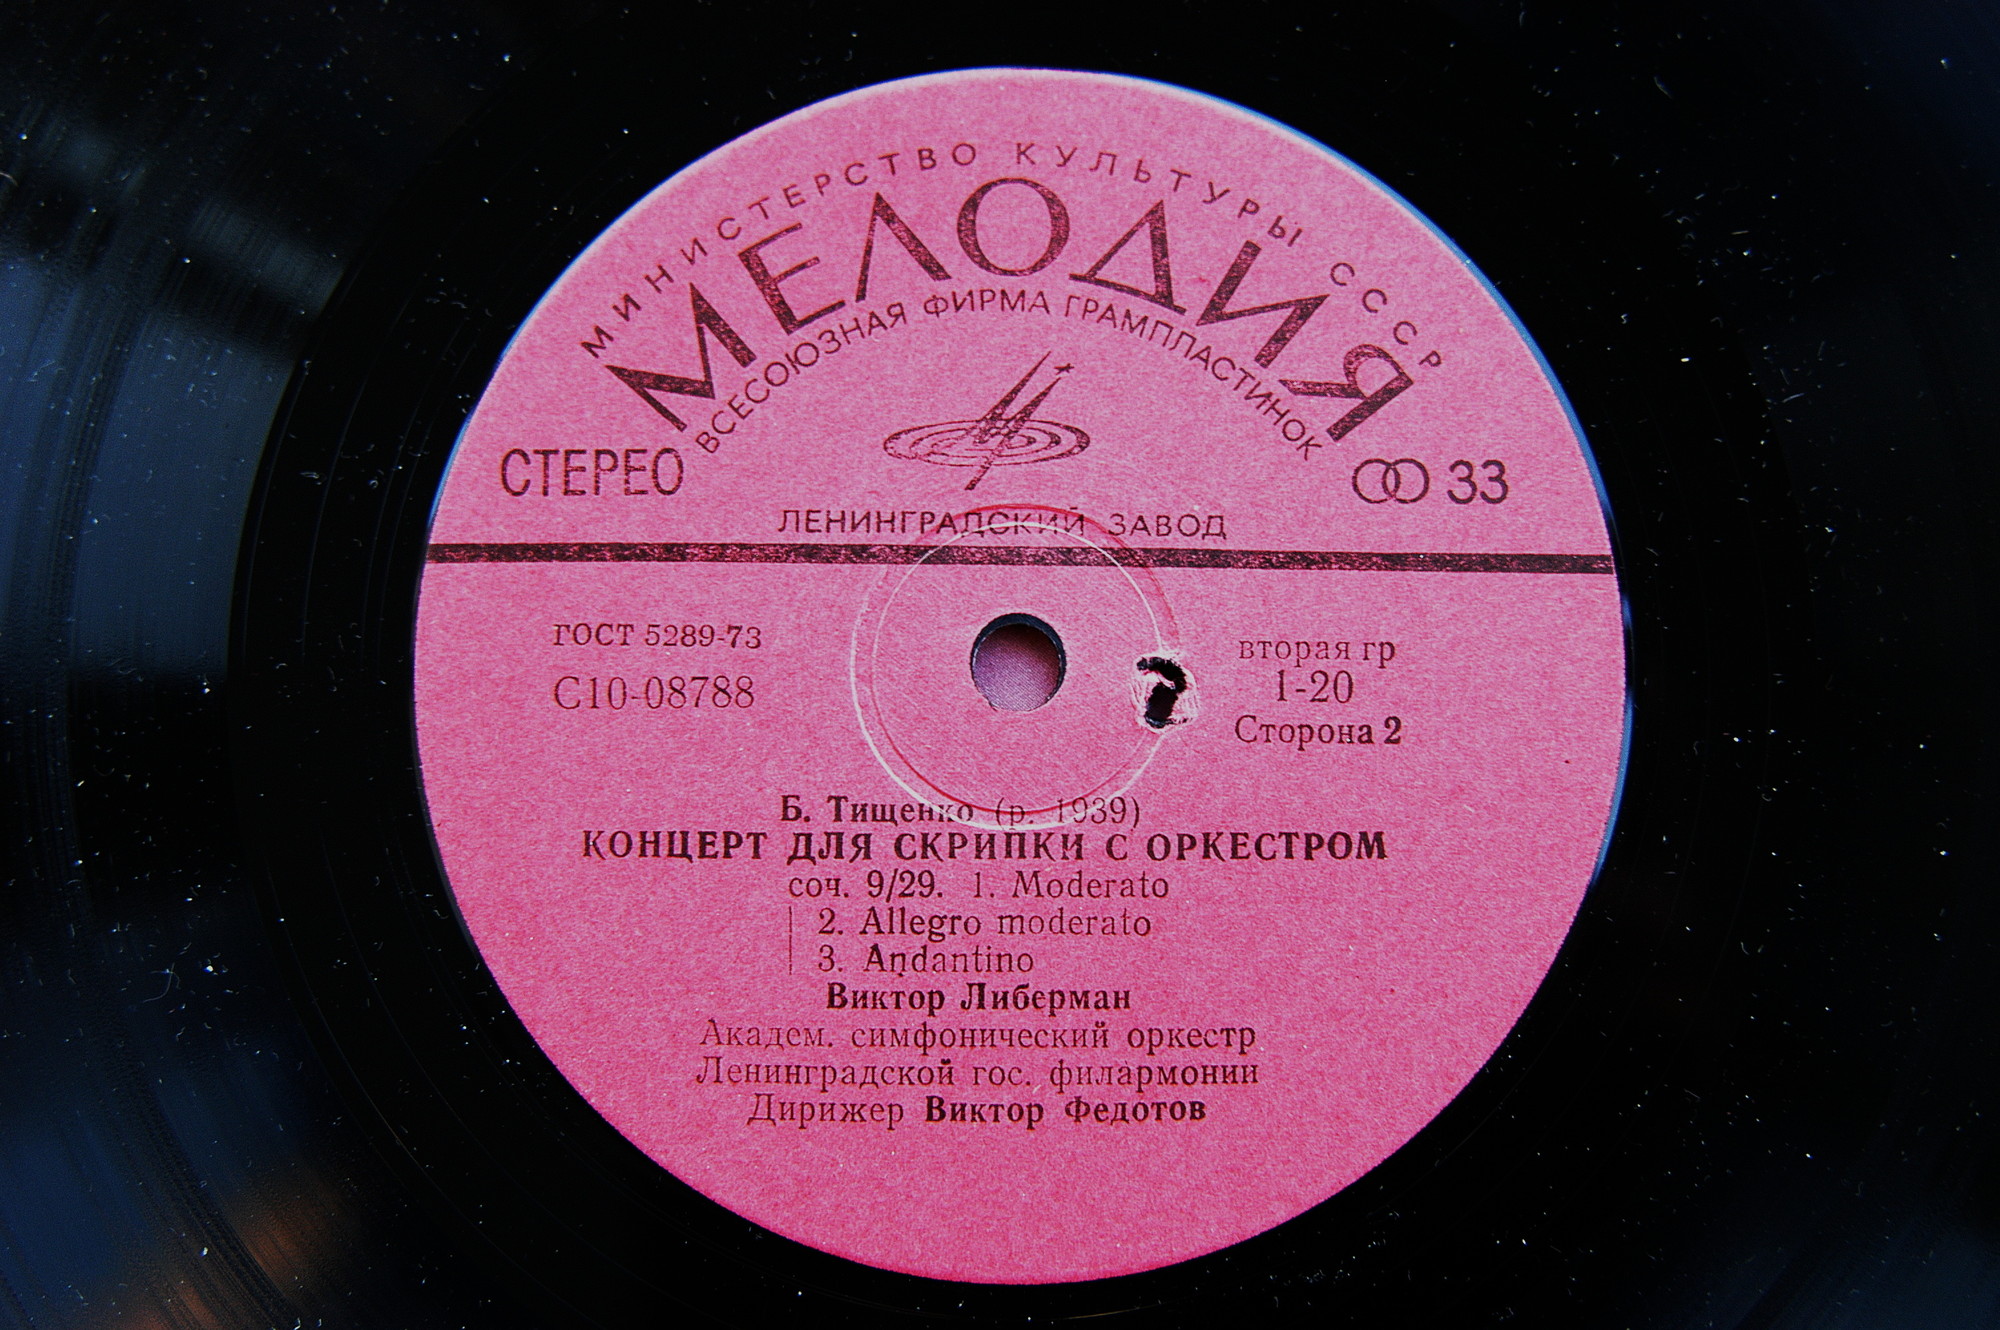 МИНИСТЕРСТВО КУЛЬТУРЫ СССР
МЕЛОДИЯ
ВСЕСОЮЗНАЯ ФИРМА ГРАМПЛАСТИНОК
СТЕРЕО
33
ЛЕНИНГРАДСКИЙ ЗАВОД
ГОСТ 5289-73
С10-08788
вторая гр
1-20
Сторона 2
Б. Тищенко (р. 1939)
КОНЦЕРТ ДЛЯ СКРИПКИ С ОРКЕСТРОМ
соч. 9/29. 1. Moderato
2. Allegro moderato
3. Andantino
Виктор Либерман
Академ. симфонический оркестр
Ленинградской гос. филармонии
Дирижер Виктор Федотов